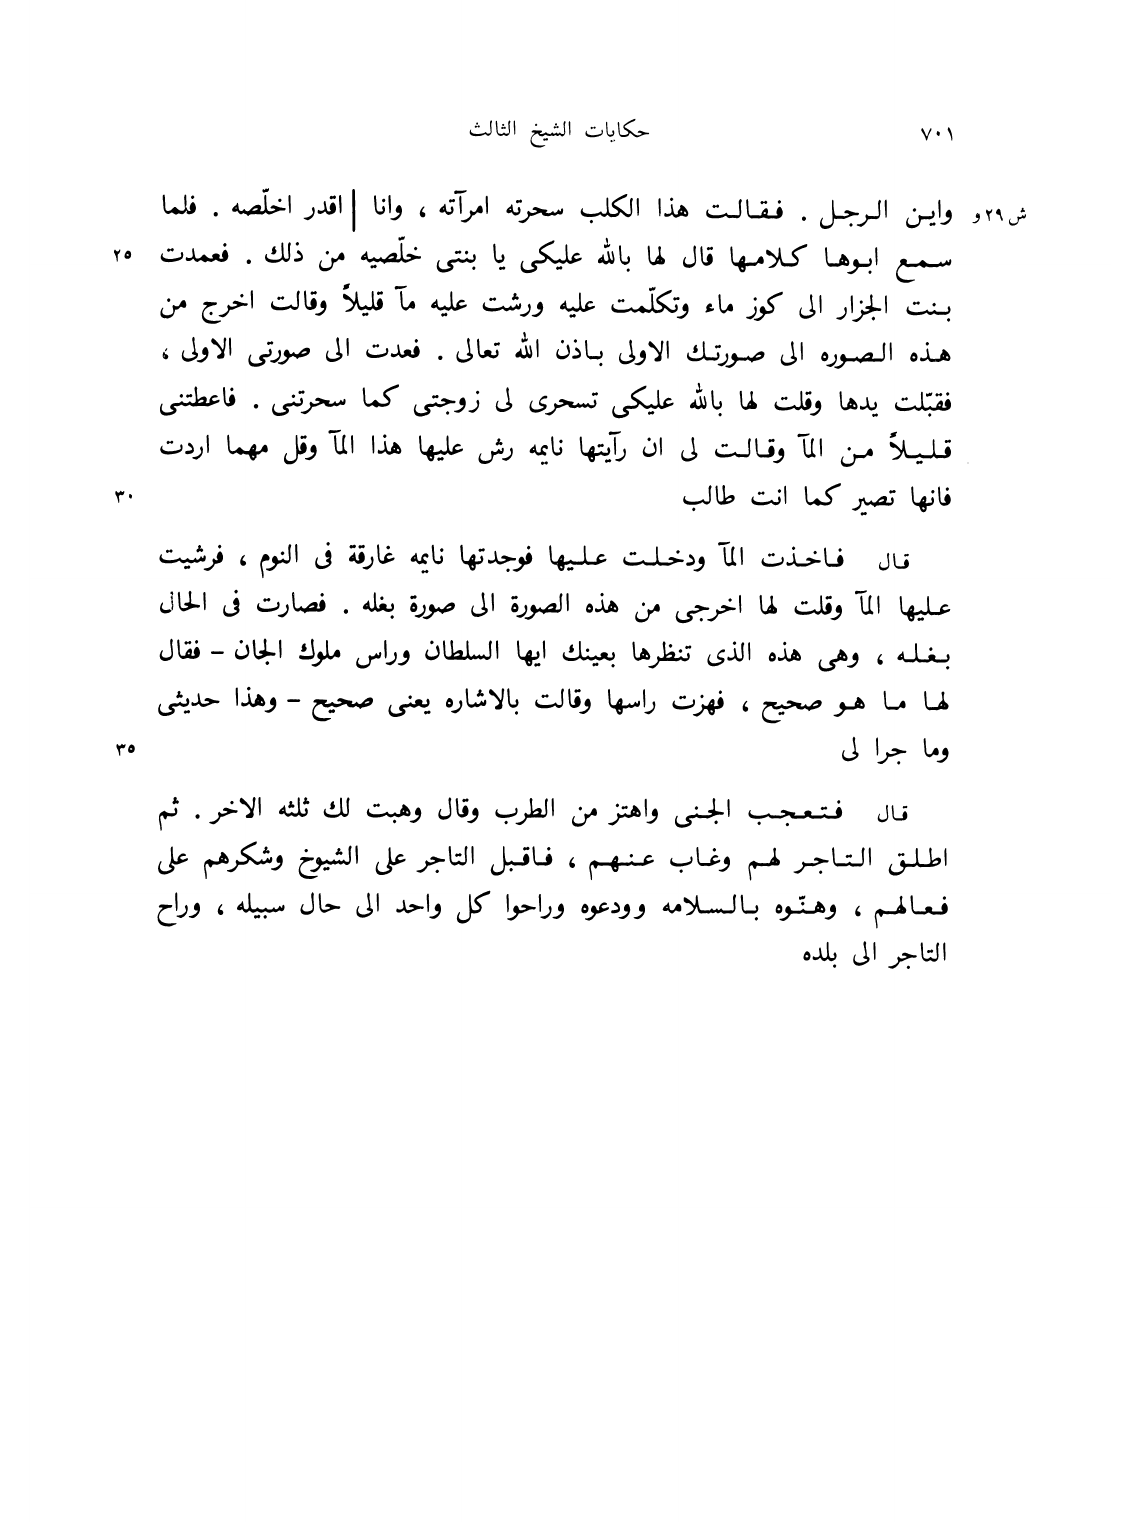 ٧٠١ حكايات الشيخ الثالث
ش ٢٩ و واين الرجل . فقالت هذا الكلب سحرته امرآته ، وانا | اقدر اخلّصه . فلما
سمع ابوها كلامها قال لها بالله عليكى يا بنتى خلّصيه من ذلك . فعمدت ٢٥
بنت الجزار الى كوز ماء وتكلّمت عليه ورشت عليه مآ قليلاً وقالت اخرج من
هذه الصوره الى صورتك الاولى باذن الله تعالى . فعدت الى صورتى الاولى ،
فقبّلت يدها وقلت لها بالله عليكى تسحرى لى زوجتى كما سحرتنى . فاعطتنى
قليلاً من المآ وقالت لى ان رآيتها نايمه رش عليها هذا المآ وقل مهما اردت
فانها تصير كما انت طالب ٣٠
قال فاخذت المآ ودخلت عليها فوجدتها نايمه غارقة فى النوم ، فرشيت
عليها المآ وقلت لها اخرجى من هذه الصورة الى صورة بغله . فصارت فى الحال
بغله ، وهى هذه الذى تنظرها بعينك ايها السلطان وراس ملوك الجان – فقال
لها ما هو صحيح ، فهزت راسها وقالت بالاشاره يعنى صحيح – وهذا حديثى
وما جرا لى ٣٥
قال فتعجب الجنى واهتز من الطرب وقال وهبت لك ثلثه الاخر . ثم
اطلق التاجر لهم وغاب عنهم ، فاقبل التاجر على الشيوخ وشكرهم على
فعالهم ، وهنّوه بالسلامه وودعوه وراحوا كل واحد الى حال سبيله ، وراح
التاجر الى بلده